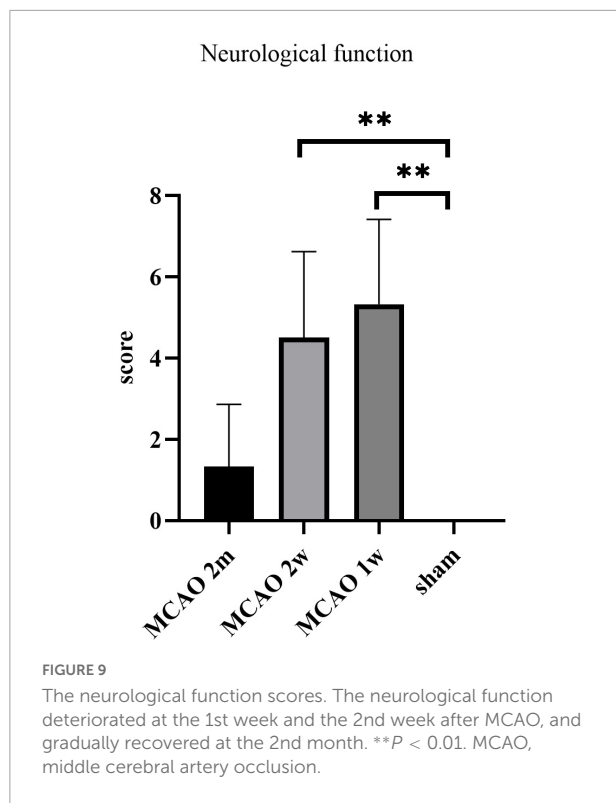 Neurological function
**
**
8
6
4
2
0
score
MCAO 2m
MCAO 2w
MCAO 1w
sham
FIGURE 9
The neurological function scores. The neurological function
deteriorated at the 1st week and the 2nd week after MCAO, and
gradually recovered at the 2nd month. **P < 0.01. MCAO,
middle cerebral artery occlusion.